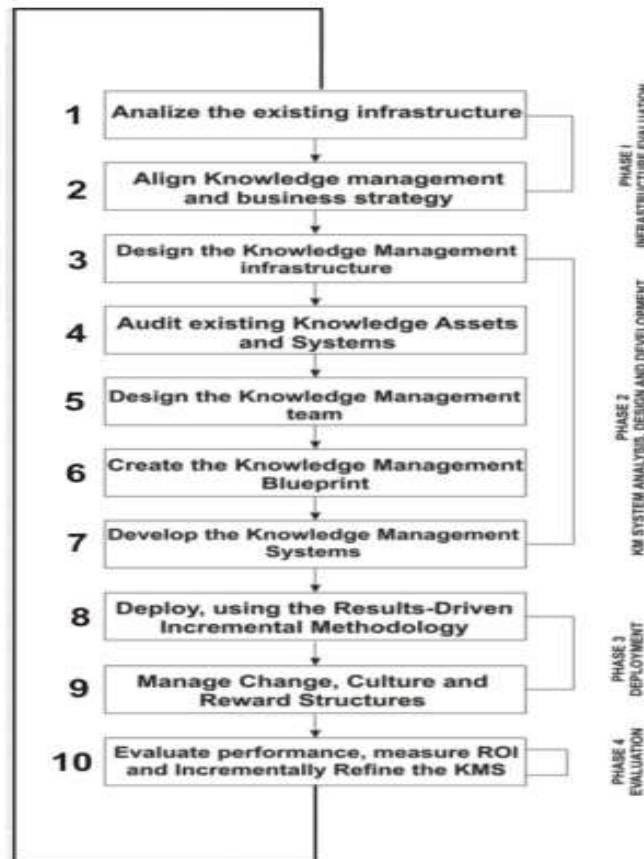 1
Analize the existing infrastructure
2
Align Knowledge management
and business strategy
3
Design the Knowledge Management
infrastructure
4
Audit existing Knowledge Assets
and Systems
5
Design the Knowledge Management
team
6
Create the Knowledge Management
Blueprint
7
Develop the Knowledge Management
Systems
8
Deploy, using the Results-Driven
Incremental Methodology
9
Manage Change, Culture and
Reward Structures
10
Evaluate performance, measure ROI
and Incrementally Refine the KMS
PHASE I
INFRASTRUCTURE EVALUATION
PHASE 2
KM SYSTEM ANALYSIS, DESIGN AND DEVELOPMENT
PHASE 3
DEPLOYMENT
PHASE 4
EVALUATION